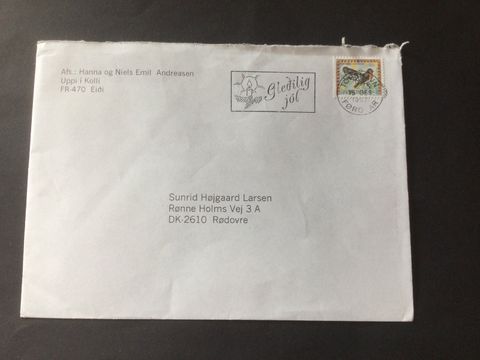 Afs.: Hanna og Niels Emil Andreasen
Uppi í Kolli
FR-470 Eiði
Gleðilig
jól
FØROYAR
Sunrid Højgaard Larsen
Rønne Holms Vej 3 A
DK-2610 Rødovre